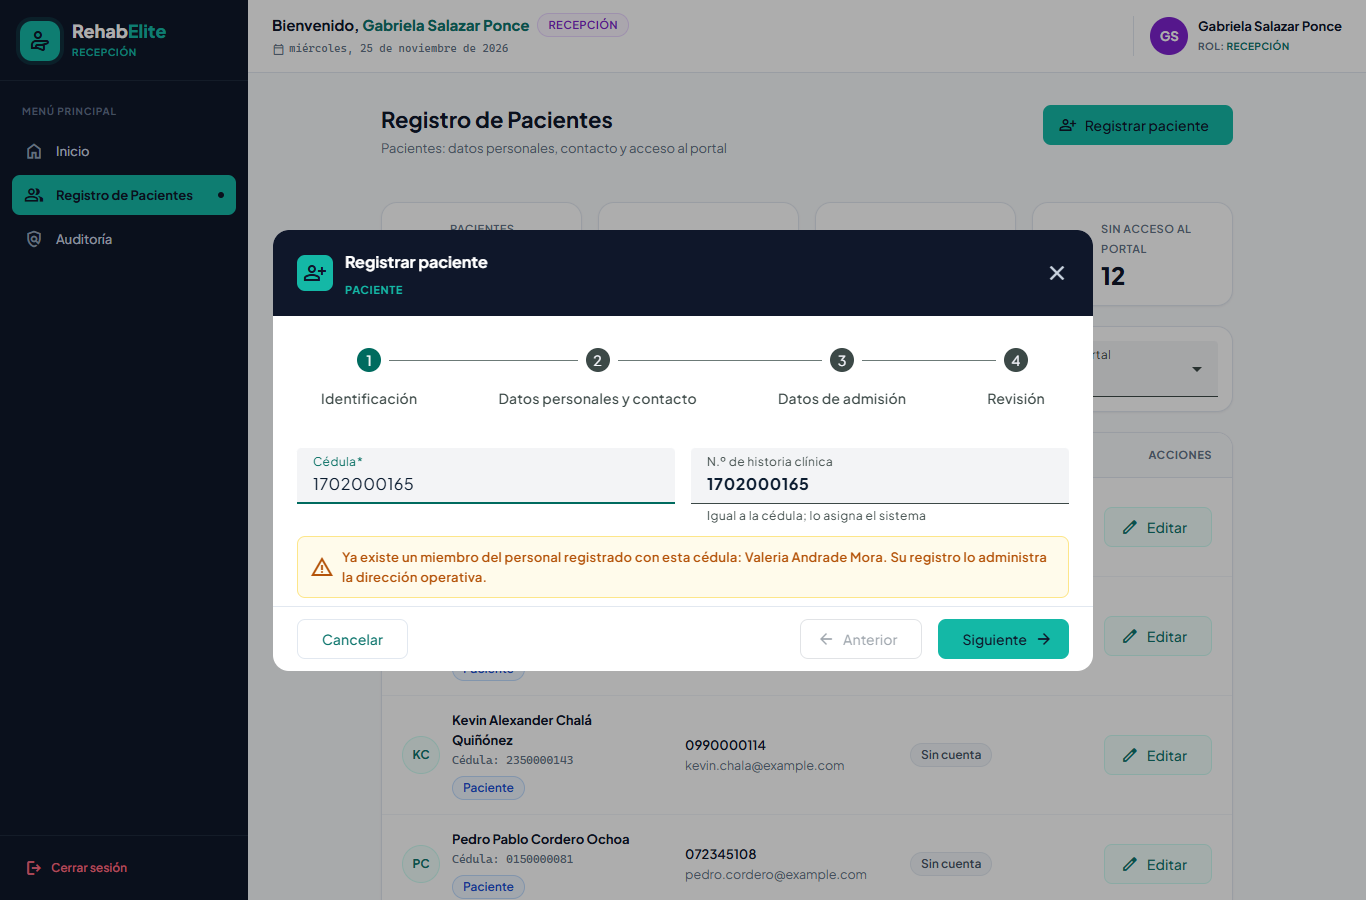 RehabElite
RECEPCIÓN
MENÚ PRINCIPAL
Inicio
Registro de Pacientes
Auditoría
Cerrar sesión
Bienvenido, Gabriela Salazar Ponce RECEPCIÓN
miércoles, 25 de noviembre de 2026
GS
Gabriela Salazar Ponce
ROL: RECEPCIÓN
Registro de Pacientes
Pacientes: datos personales, contacto y acceso al portal
Registrar paciente
PACIENTES
SIN ACCESO AL
PORTAL
12
Registrar paciente
PACIENTE
1 2 3 4
Identificación Datos personales y contacto Datos de admisión Revisión
Cédula*
1702000165
N.º de historia clínica
1702000165
Igual a la cédula; lo asigna el sistema
Ya existe un miembro del personal registrado con esta cédula: Valeria Andrade Mora. Su registro lo administra
la dirección operativa.
Cancelar Anterior Siguiente
ACCIONES
Editar
Editar
Paciente
KC
Kevin Alexander Chalá
Quiñónez
Cédula: 2350000143
Paciente
0990000114
kevin.chala@example.com
Sin cuenta
Editar
PC
Pedro Pablo Cordero Ochoa
Cédula: 0150000081
Paciente
072345108
pedro.cordero@example.com
Sin cuenta
Editar